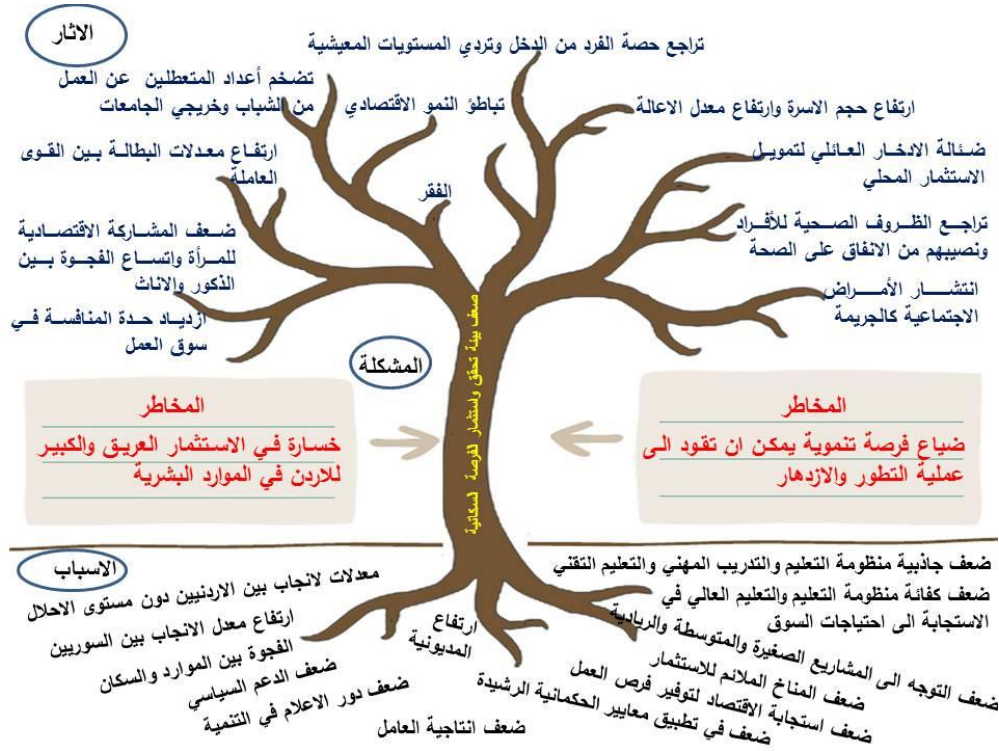 الاثار
تراجع حصة الفرد من الدخل وتردي المستويات المعيشية
تضخم أعداد المتعطلين عن العمل
من الشباب وخريجي الجامعات
تباطؤ النمو الاقتصادي
ارتفاع حجم الاسرة وارتفاع معدل الاعالة
ارتفاع معدلات البطالة بين القوى
العاملة
ضئالة الادخار العائلي لتمويل
الاستثمار المحلي
الفقر
ضعف المشاركة الاقتصادية
للمرأة واتساع الفجوة بين
الذكور والاناث
تراجع الظروف الصحية للأفراد
ونصيبهم من الانفاق على الصحة
ازدياد حدة المنافسة في
سوق العمل
انتشار الأمراض
الاجتماعية كالجريمة
المشكلة
ضعف بيئة تحقق واستثمار الفرصة السكانية
المخاطر
ضياع فرصة تنموية يمكن ان تقود الى
عملية التطور والازدهار
المخاطر
خسارة في الاستثمار العريق والكبير
للاردن في الموارد البشرية
الاسباب
ضعف جاذبية منظومة التعليم والتدريب المهني والتعليم التقني
ضعف كفائة منظومة التعليم والتعليم العالي في
الاستجابة الى احتياجات السوق
ضعف التوجه الى المشاريع الصغيرة والمتوسطة والريادية
ضعف المناخ الملائم للاستثمار
ضعف استجابة الاقتصاد لتوفير فرص العمل
ضعف في تطبيق معايير الحكمانية الرشيدة
ارتفاع
المديونية
معدلات لانجاب بين الاردنيين دون مستوى الاحلال
ارتفاع معدل الانجاب بين السوريين
الفجوة بين الموارد والسكان
ضعف الدعم السياسي
ضعف دور الاعلام في التنمية
ضعف انتاجية العامل